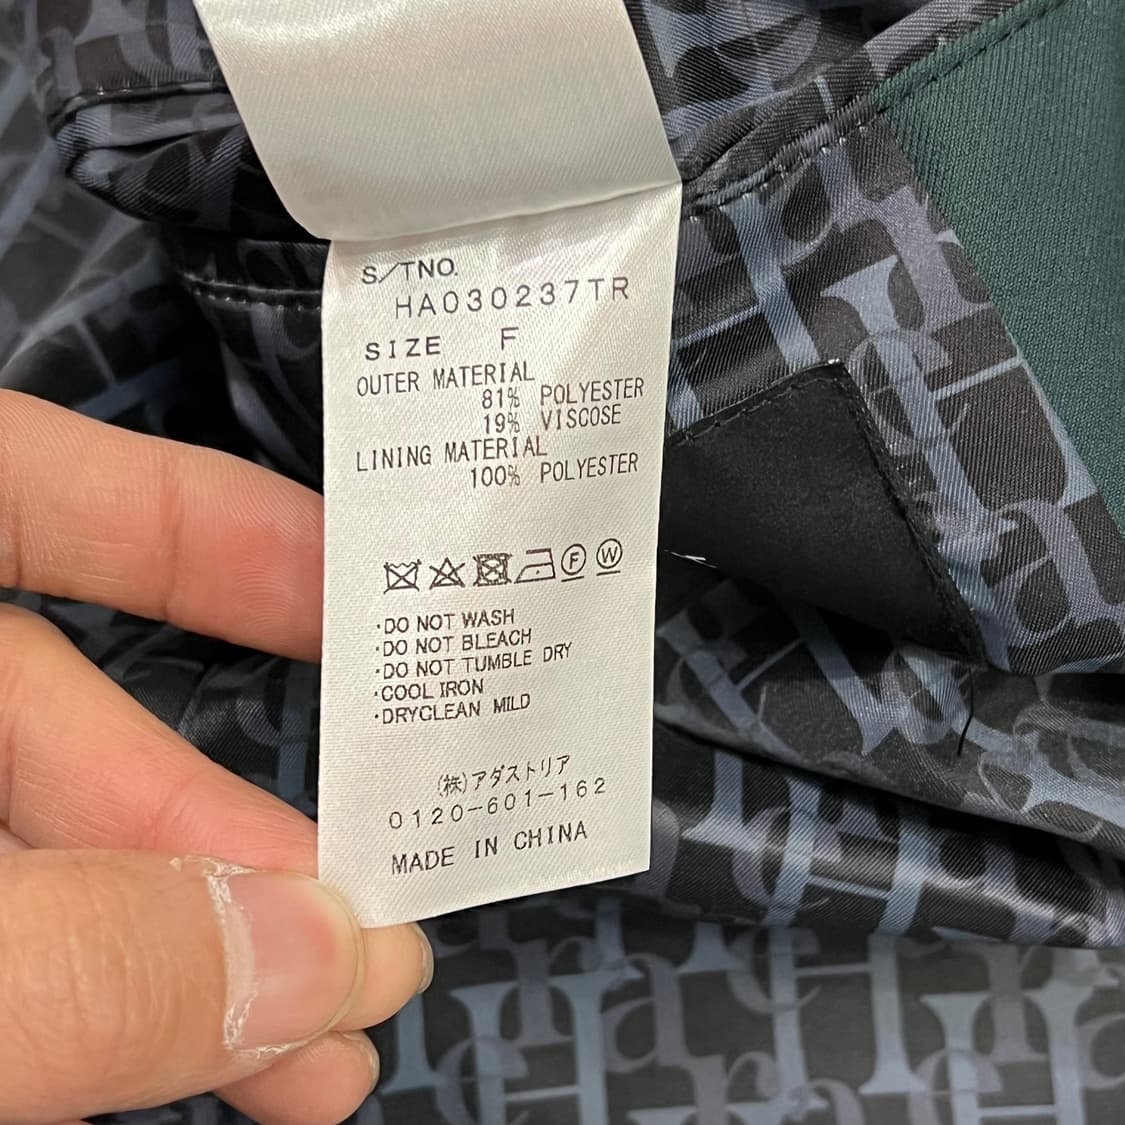 S/TNO.
HA030237TR
SIZE F
OUTER MATERIAL
81% POLYESTER
19% VISCOSE
LINING MATERIAL
100% POLYESTER
F W
・DO NOT WASH
・DO NOT BLEACH
・DO NOT TUMBLE DRY
・COOL IRON
・DRYCLEAN MILD
(株)アダストリア
0120-601-162
MADE IN CHINA